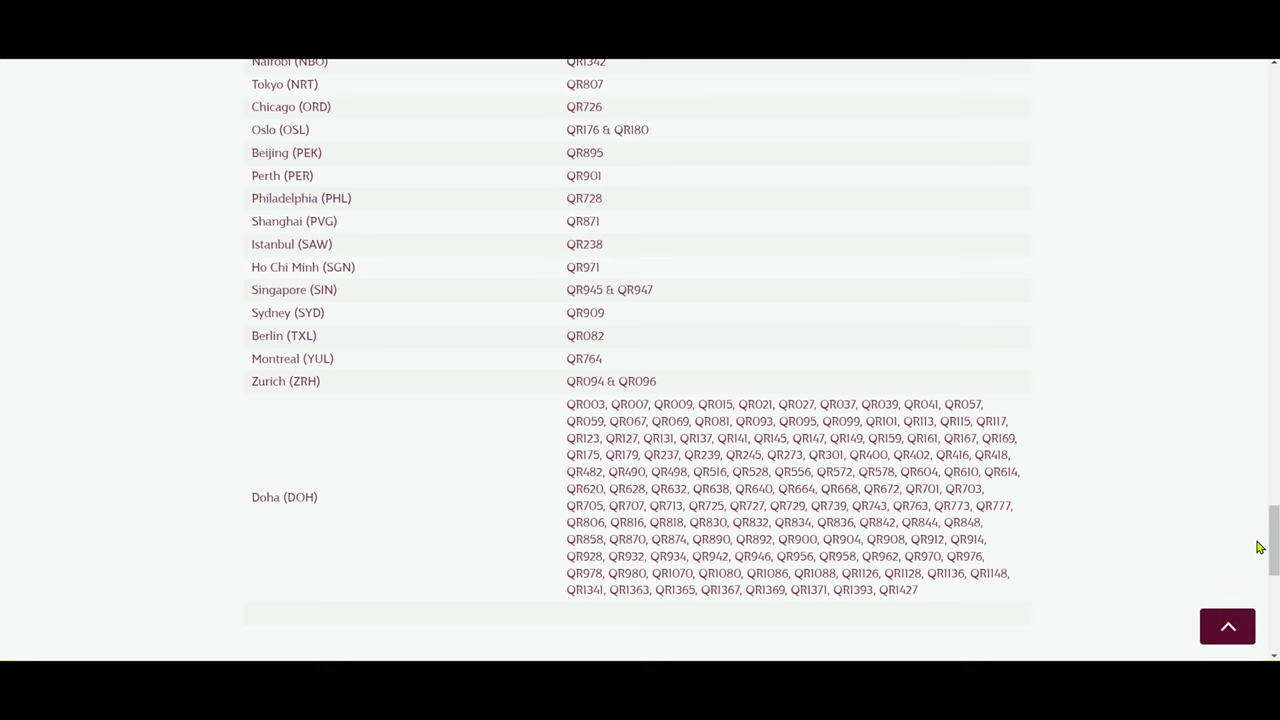 Nairobi (NBO) QR1342
Tokyo (NRT) QR807
Chicago (ORD) QR726
Oslo (OSL) QR176 & QR180
Beijing (PEK) QR895
Perth (PER) QR901
Philadelphia (PHL) QR728
Shanghai (PVG) QR871
Istanbul (SAW) QR238
Ho Chi Minh (SGN) QR971
Singapore (SIN) QR945 & QR947
Sydney (SYD) QR909
Berlin (TXL) QR082
Montreal (YUL) QR764
Zurich (ZRH) QR094 & QR096
Doha (DOH)
QR003, QR007, QR009, QR015, QR021, QR027, QR037, QR039, QR041, QR057,
QR059, QR067, QR069, QR081, QR093, QR095, QR099, QR101, QR113, QR115, QR117,
QR123, QR127, QR131, QR137, QR141, QR145, QR147, QR149, QR159, QR161, QR167, QR169,
QR175, QR179, QR237, QR239, QR245, QR273, QR301, QR400, QR402, QR416, QR418,
QR482, QR490, QR498, QR516, QR528, QR556, QR572, QR578, QR604, QR610, QR614,
QR620, QR628, QR632, QR638, QR640, QR664, QR668, QR672, QR701, QR703,
QR705, QR707, QR713, QR725, QR727, QR729, QR739, QR743, QR763, QR773, QR777,
QR806, QR816, QR818, QR830, QR832, QR834, QR836, QR842, QR844, QR848,
QR858, QR870, QR874, QR890, QR892, QR900, QR904, QR908, QR912, QR914,
QR928, QR932, QR934, QR942, QR946, QR956, QR958, QR962, QR970, QR976,
QR978, QR980, QR1070, QR1080, QR1086, QR1088, QR1126, QR1128, QR1136, QR1148,
QR1341, QR1363, QR1365, QR1367, QR1369, QR1371, QR1393, QR1427